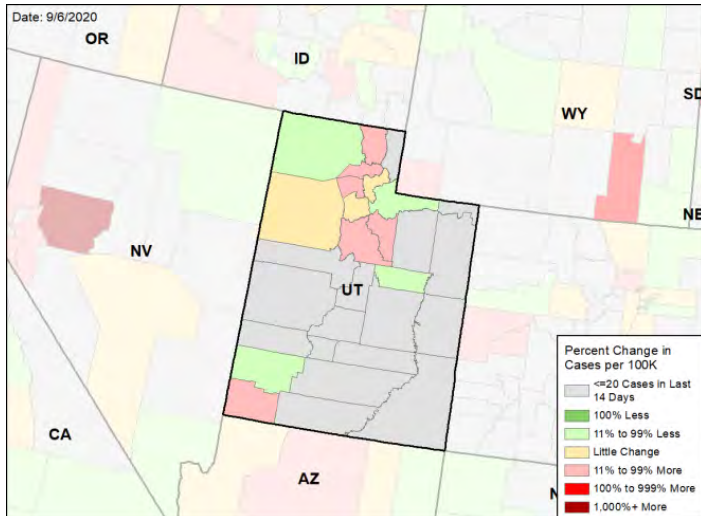 Date: 9/6/2020
OR
ID
WY
SD
NE
NV
UT
CA
AZ
N
Percent Change in
Cases per 100K
<=20 Cases in Last
14 Days
100% Less
11% to 99% Less
Little Change
11% to 99% More
100% to 999% More
1,000%+ More